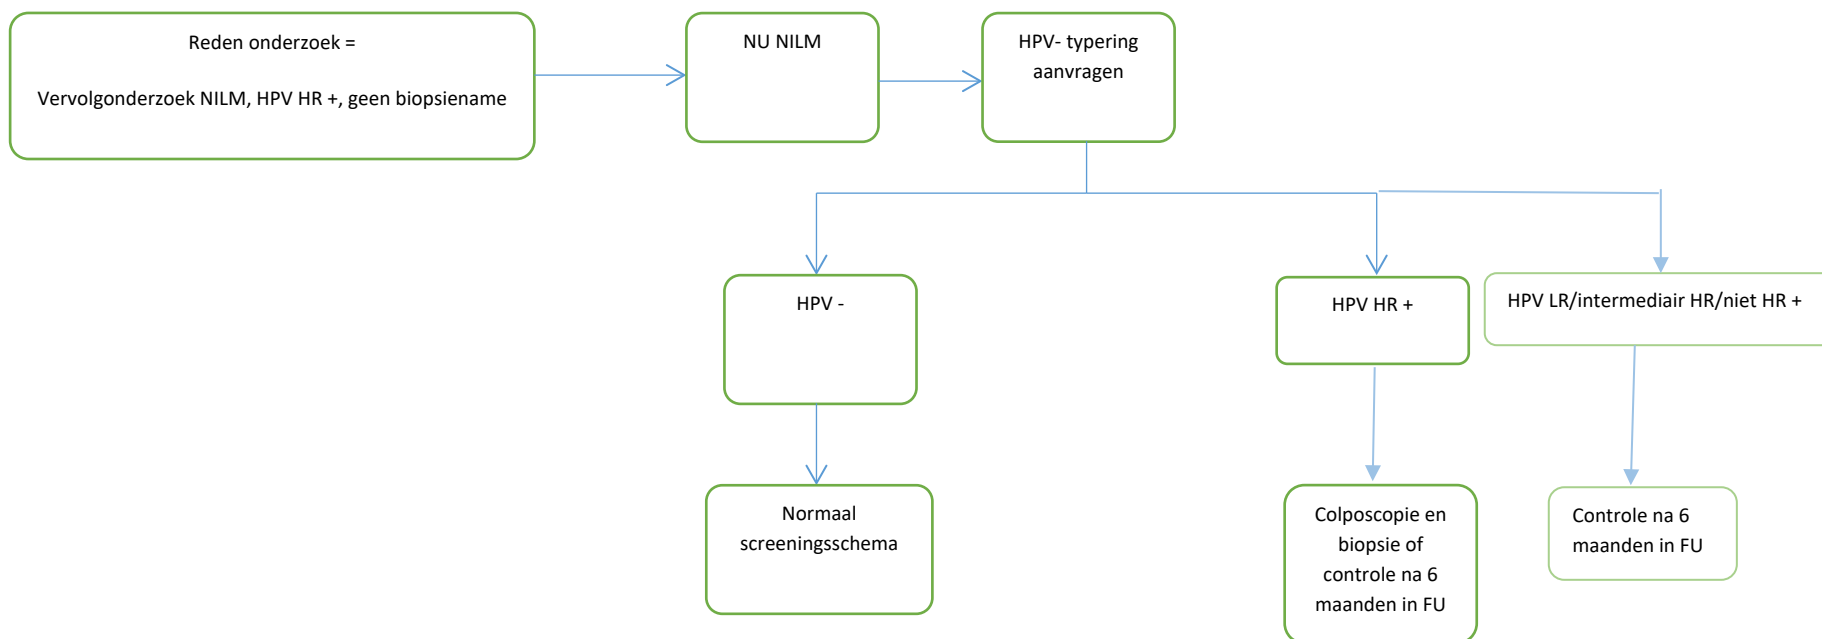 Reden onderzoek =
Vervolgonderzoek NILM, HPV HR +, geen biopsiename
NU NILM
HPV- typering
aanvragen
HPV -
HPV HR +
HPV LR/intermediair HR/niet HR +
Normaal
screeningsschema
Colposcopie en
biopsie of
controle na 6
maanden in FU
Controle na 6
maanden in FU